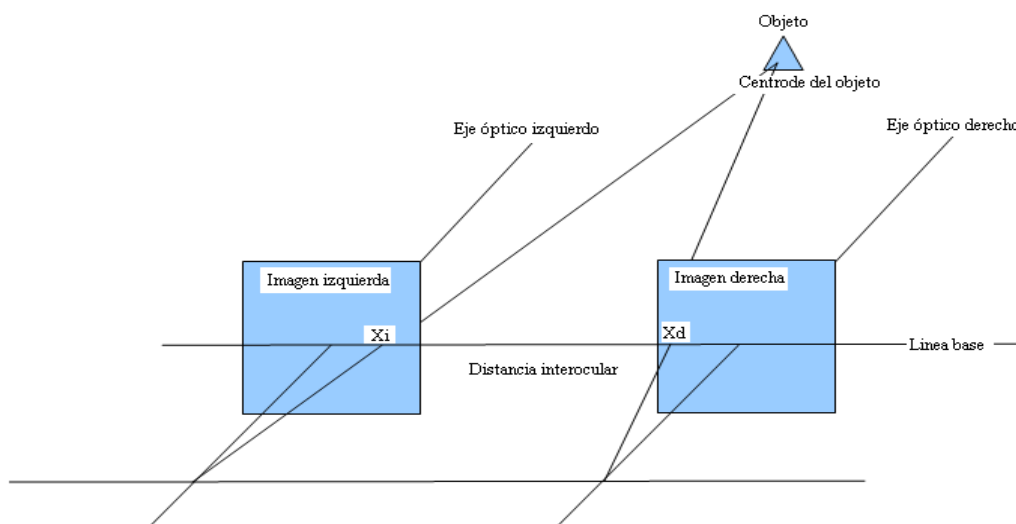 Objeto
Centrode del objeto
Eje óptico izquierdo
Eje óptico derecho
Imagen izquierda
Imagen derecha
Xi
Xd
Linea base
Distancia interocular